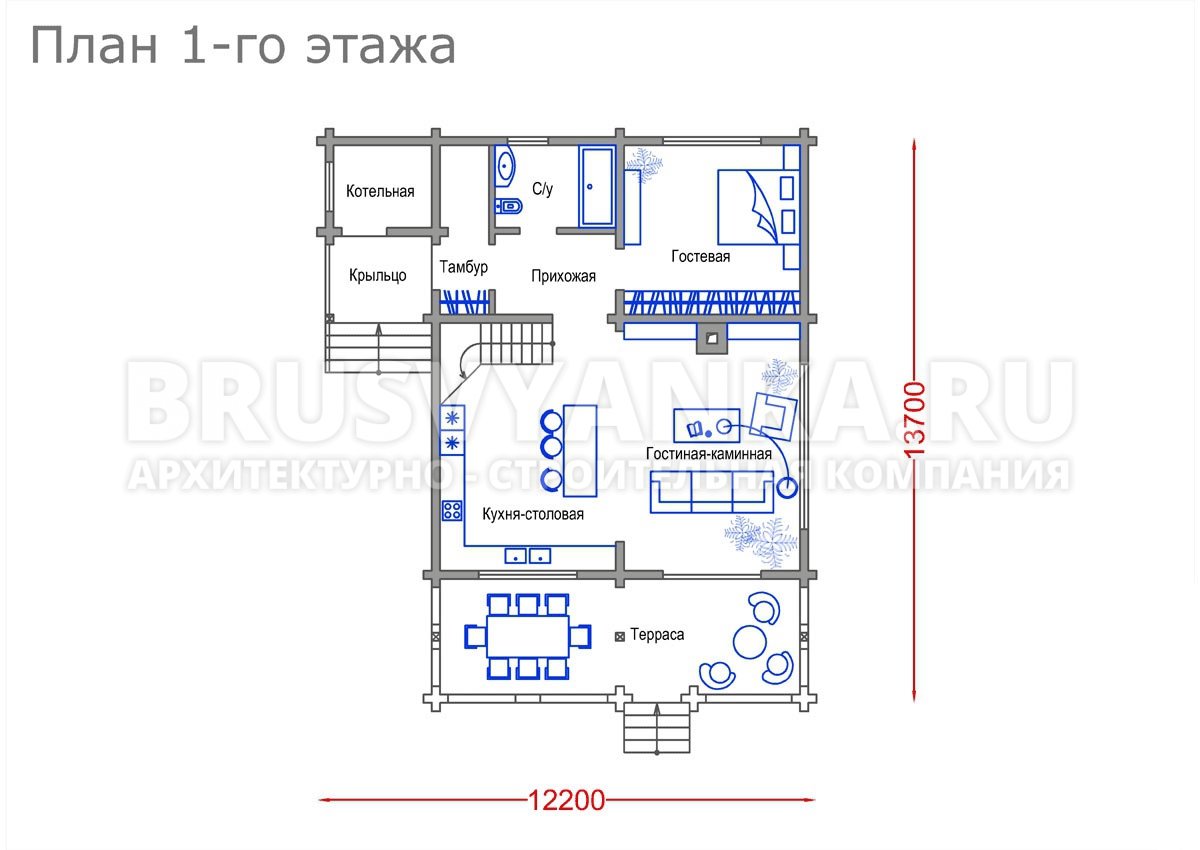 План 1-го этажа
Котельная
С/у
Гостевая
Крыльцо
Тамбур
Прихожая
BRUSVYANKA.RU
13700
АРХИТЕКТУРНО - СТРОИТЕЛЬНАЯ КОМПАНИЯ
Гостиная-каминная
Кухня-столовая
Терраса
12200